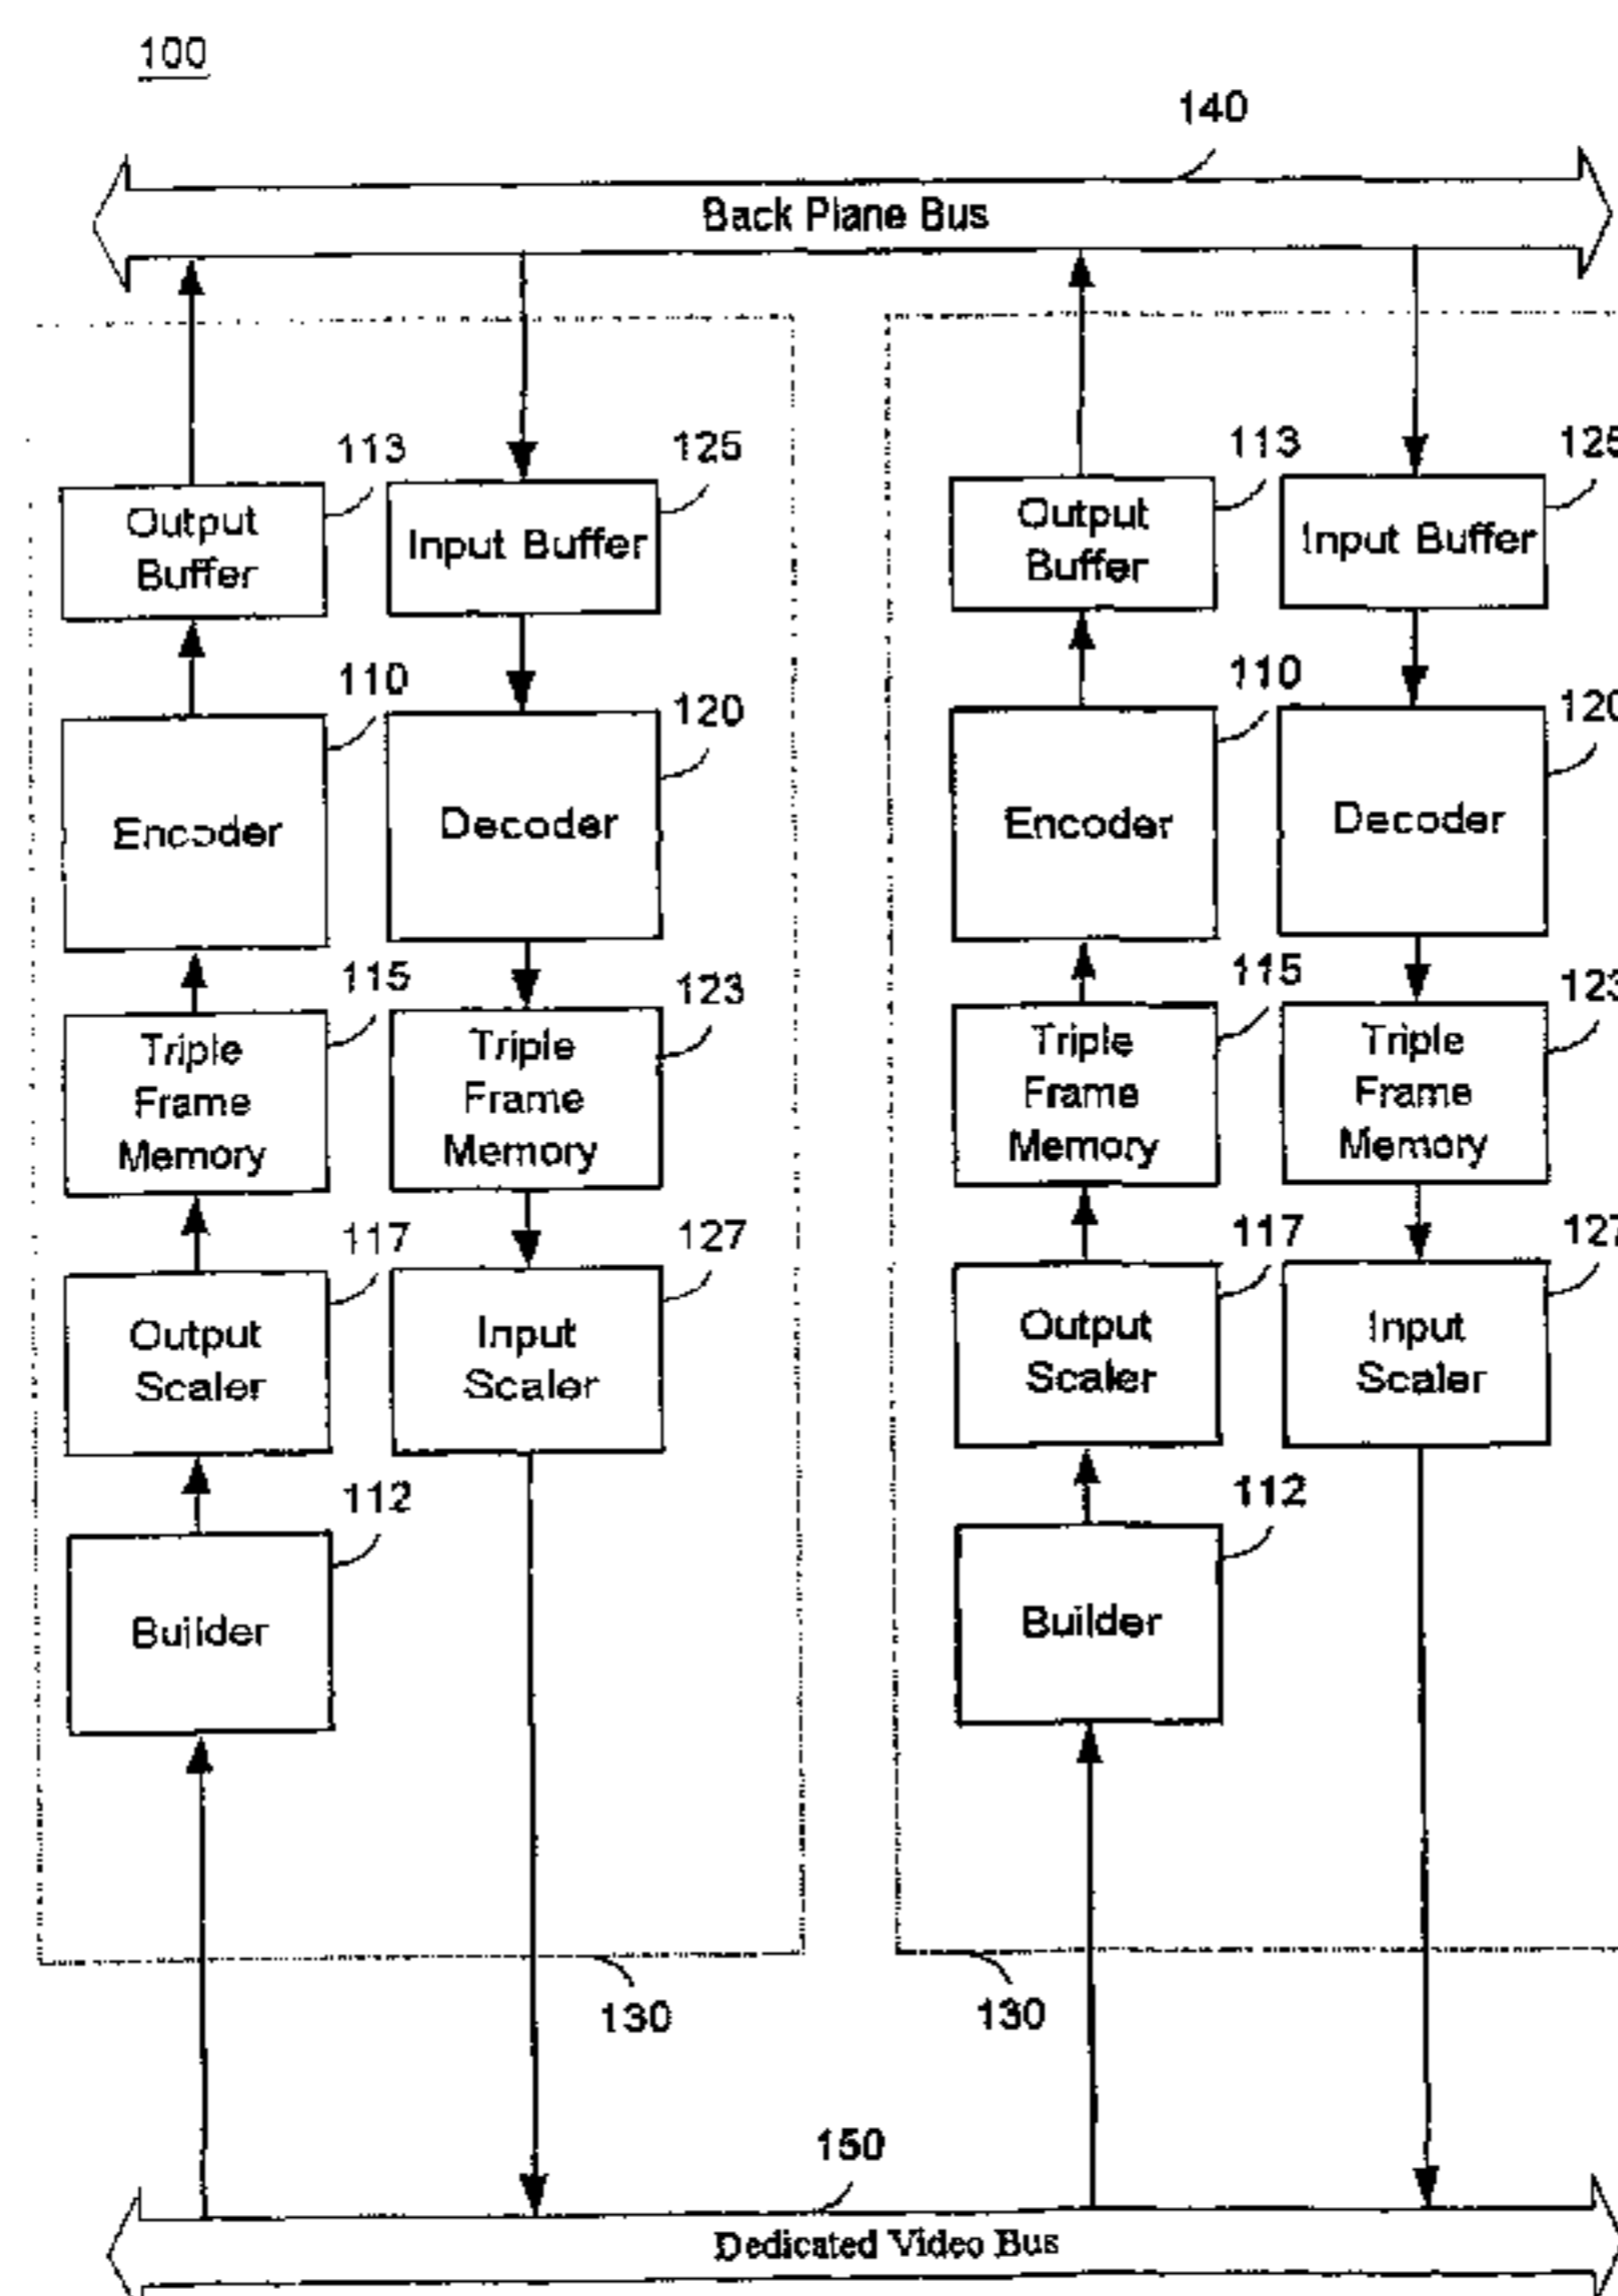 100
140
Back Plane Bus
113
125
113
125
Output
Buffer
Input Buffer
Output
Buffer
Input Buffer
110
120
110
120
Encoder
Decoder
Encoder
Decoder
115
123
115
123
Triple
Frame
Memory
Triple
Frame
Memory
Triple
Frame
Memory
Triple
Frame
Memory
117
127
117
127
Output
Scaler
Input
Scaler
Output
Scaler
Input
Scaler
112
112
Builder
Builder
130
130
150
Dedicated Video Bus